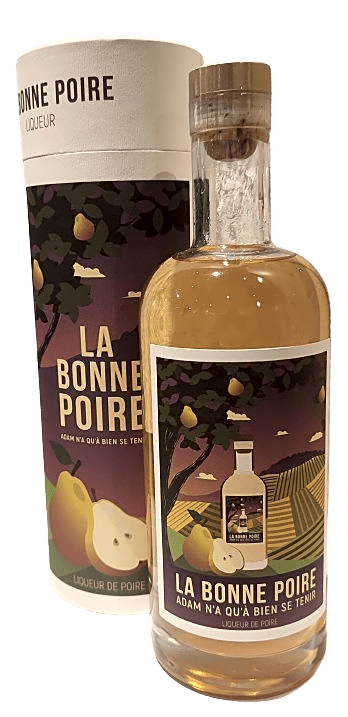 BONNE POIRE
LIQUEUR
LA
BONNE
POIRE
ADAM N'A QU'À BIEN SE TENIR
LIQUEUR DE POIRE
LA BONNE POIRE
LA BONNE POIRE
ADAM N'A QU'À BIEN SE TENIR
LIQUEUR DE POIRE